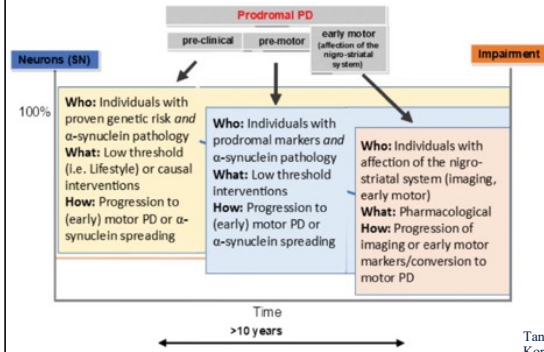 Prodromal PD
pre-clinical
pre-motor
early motor
(affection of the
nigro-striatal
system)
Neurons (SN)
Impairment
100%
Who: Individuals with
proven genetic risk and
α-synuclein pathology
What: Low threshold
(i.e. Lifestyle) or causal
interventions
How: Progression to
(early) motor PD or α-
synuclein spreading
Who: Individuals with
prodromal markers and
α-synuclein pathology
What: Low threshold
interventions
How: Progression to
(early) motor PD or
α-synuclein spreading
Who: Individuals with
affection of the nigro-
striatal system (imaging,
early motor)
What: Pharmacological
How: Progression of
imaging or early motor
markers/conversion to
motor PD
Time
>10 years